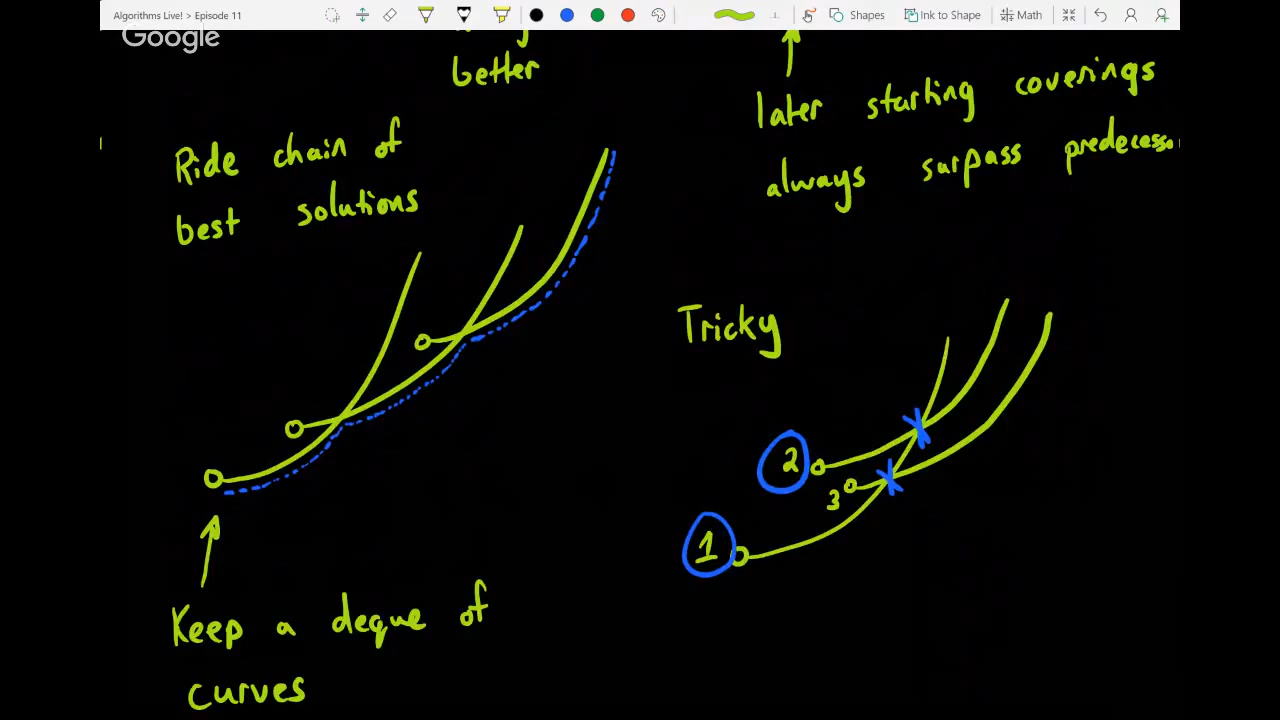 Algorithms Live! > Episode 11
Shapes
Ink to Shape
Math
Google
better
later starting coverings
always surpass predecesso
Ride chain of
best solutions
Tricky
2
3
1
Keep a deque of
curves